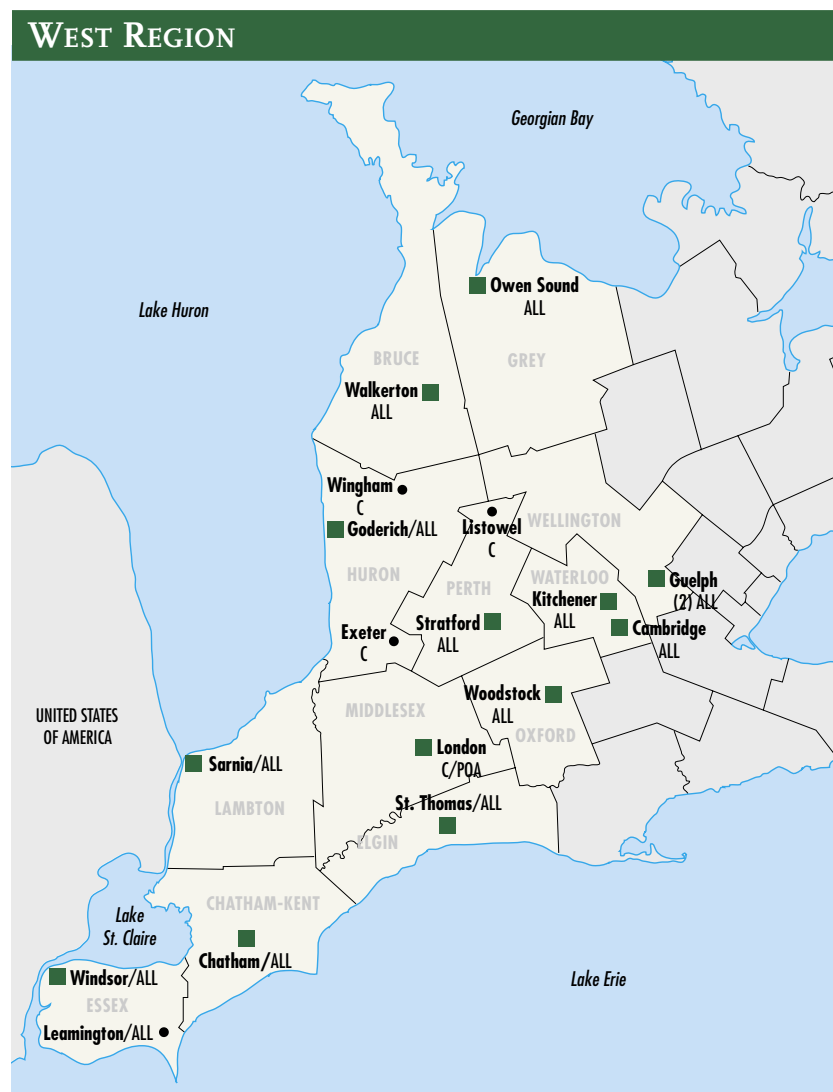 WEST REGION
Georgian Bay
Owen Sound
ALL
Lake Huron
BRUCE
GREY
Walkerton
ALL
Wingham
C
Listowel
C
WELLINGTON
Goderich/ALL
HURON
PERTH
WATERLOO
Guelph
(2) ALL
Kitchener
ALL
Stratford
ALL
Cambridge
ALL
Exeter
C
Woodstock
ALL
MIDDLESEX
UNITED STATES
OF AMERICA
OXFORD
London
C/POA
Sarnia/ALL
LAMBTON
St. Thomas/ALL
ELGIN
CHATHAM-KENT
Lake
St. Claire
Chatham/ALL
Windsor/ALL
Lake Erie
ESSEX
Leamington/ALL